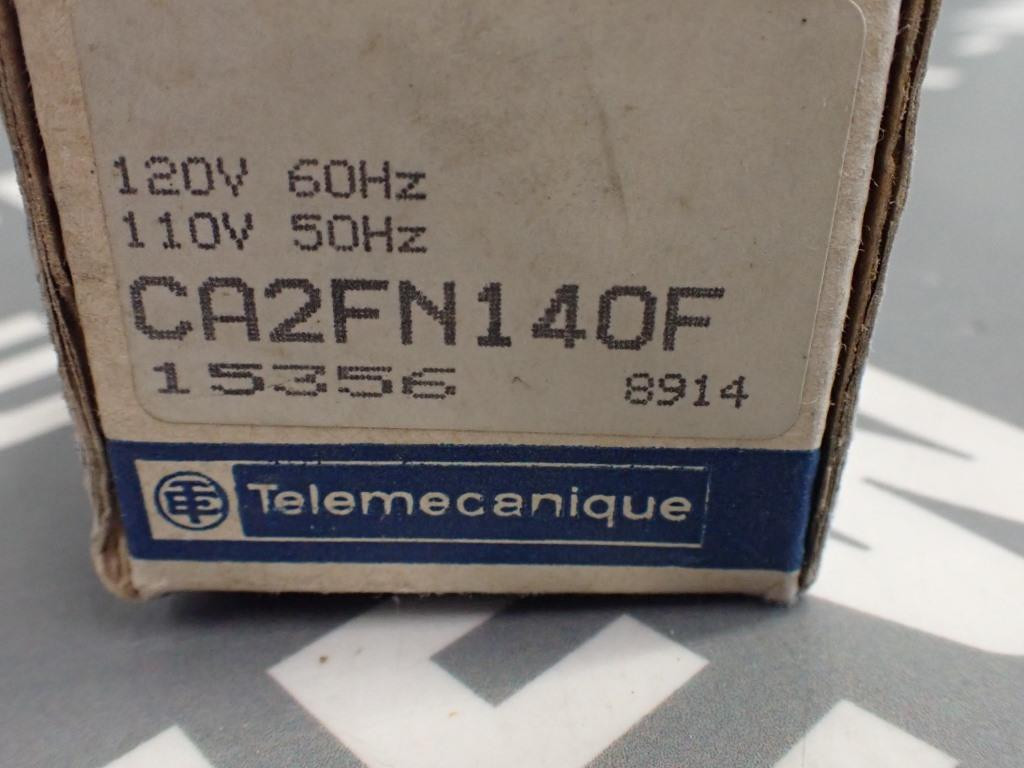 120V 60Hz
110V 50Hz
CA2FN140F
15356 8914
Telemecanique